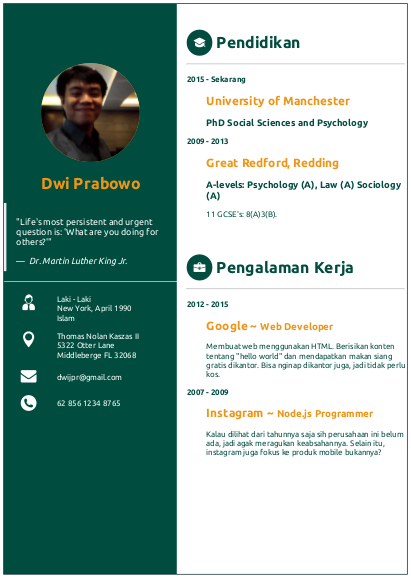 Dwi Prabowo
"Life's most persistent and urgent
question is: 'What are you doing for
others?'"
— Dr. Martin Luther King Jr.
Laki - Laki
New York, April 1990
Islam
Thomas Nolan Kaszas II
5322 Otter Lane
Middleberge FL 32068
dwijpr@gmail.com
62 856 1234 8765
Pendidikan
2015 - Sekarang
University of Manchester
PhD Social Sciences and Psychology
2009 - 2013
Great Redford, Redding
A-levels: Psychology (A), Law (A) Sociology
(A)
11 GCSE's: 8(A)3(B).
Pengalaman Kerja
2012 - 2015
Google ~ Web Developer
Membuat web menggunakan HTML. Berisikan konten
tentang "hello world" dan mendapatkan makan siang
gratis dikantor. Bisa nginap dikantor juga, jadi tidak perlu
kos.
2007 - 2009
Instagram ~ Node.js Programmer
Kalau dilihat dari tahunnya saja sih perusahaan ini belum
ada, jadi agak meragukan keabsahannya. Selain itu,
instagram juga fokus ke produk mobile bukannya?